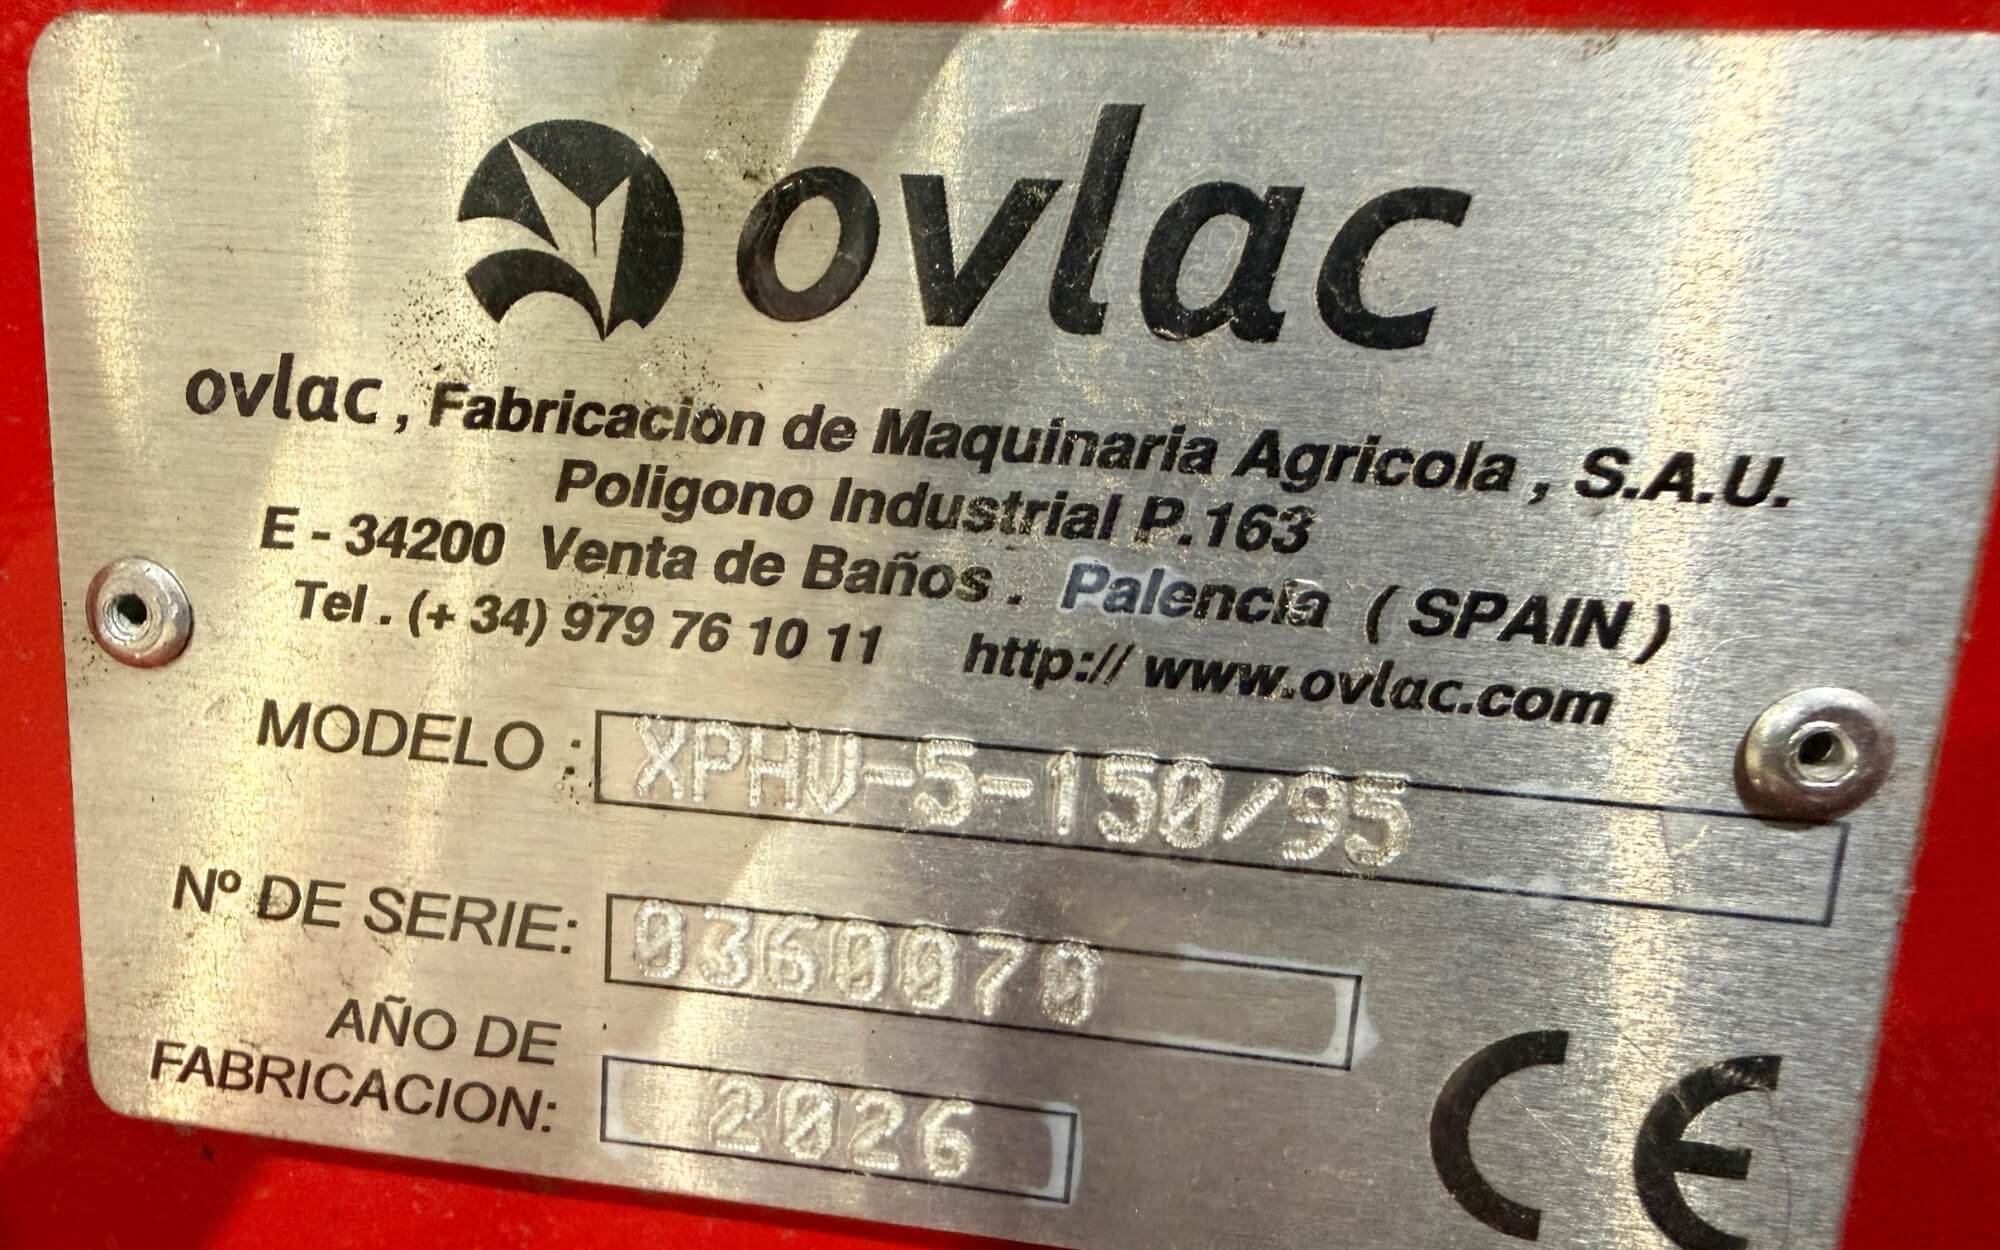 ovlac
ovlac, Fabricacion de Maquinaria Agricola, S.A.U.
Poligono Industrial P.163
E - 34200 Venta de Baños. Palencia (SPAIN)
Tel. (+ 34) 979 76 10 11 http://www.ovlac.com
MODELO : XPHV-5-150/95
Nº DE SERIE: 0360070
AÑO DE
FABRICACION: 2026
CE